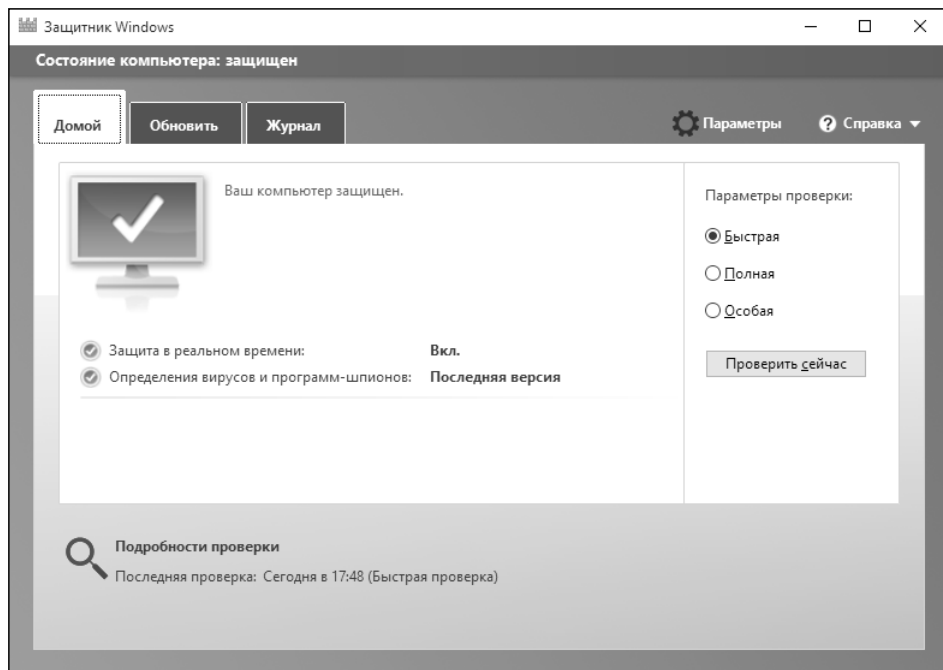 Защитник Windows
Состояние компьютера: защищен
Домой Обновить Журнал Параметры Справка
Ваш компьютер защищен.
Параметры проверки:
Быстрая
Полная
Особая
Проверить сейчас
Защита в реальном времени: Вкл.
Определения вирусов и программ-шпионов: Последняя версия
Подробности проверки
Последняя проверка: Сегодня в 17:48 (Быстрая проверка)